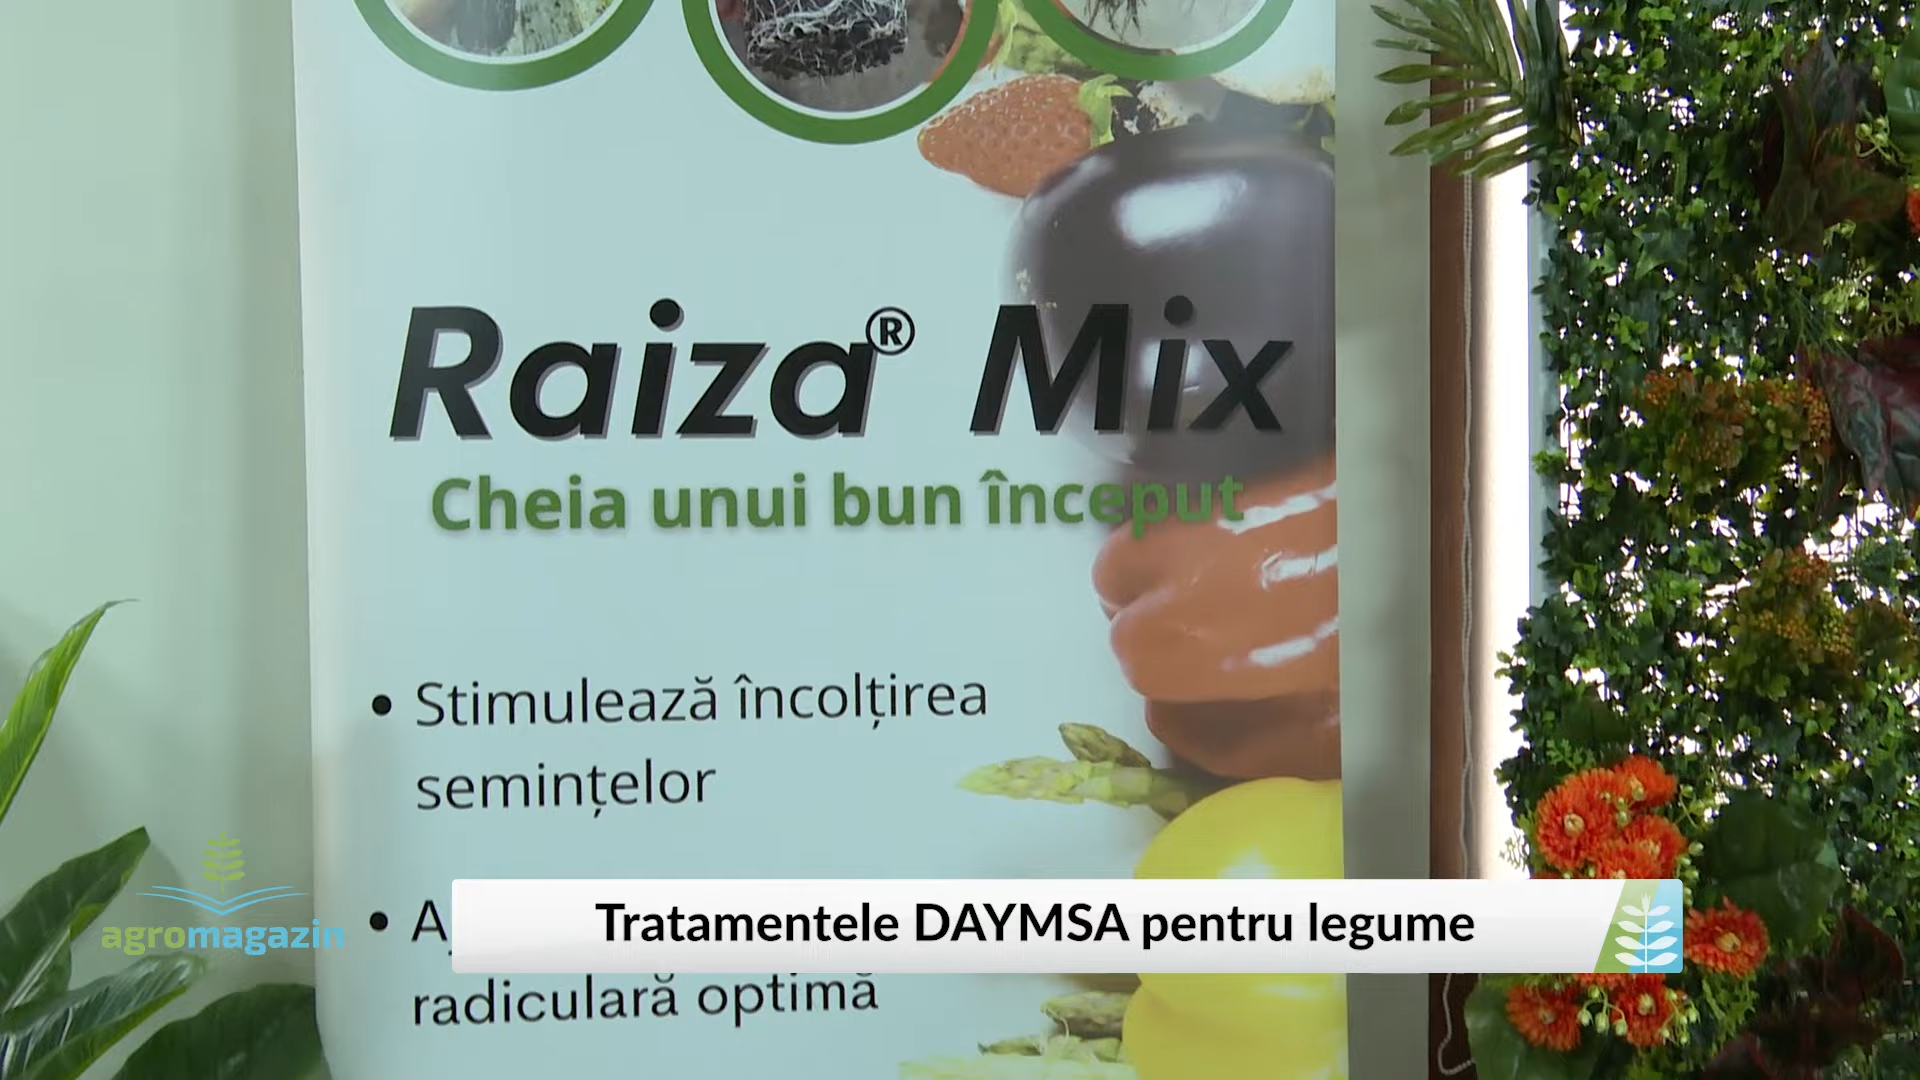 Raiza® Mix
Cheia unui bun început
• Stimulează încolțirea
semințelor
•
radiculară optimă
agromagazin
Tratamentele DAYMSA pentru legume